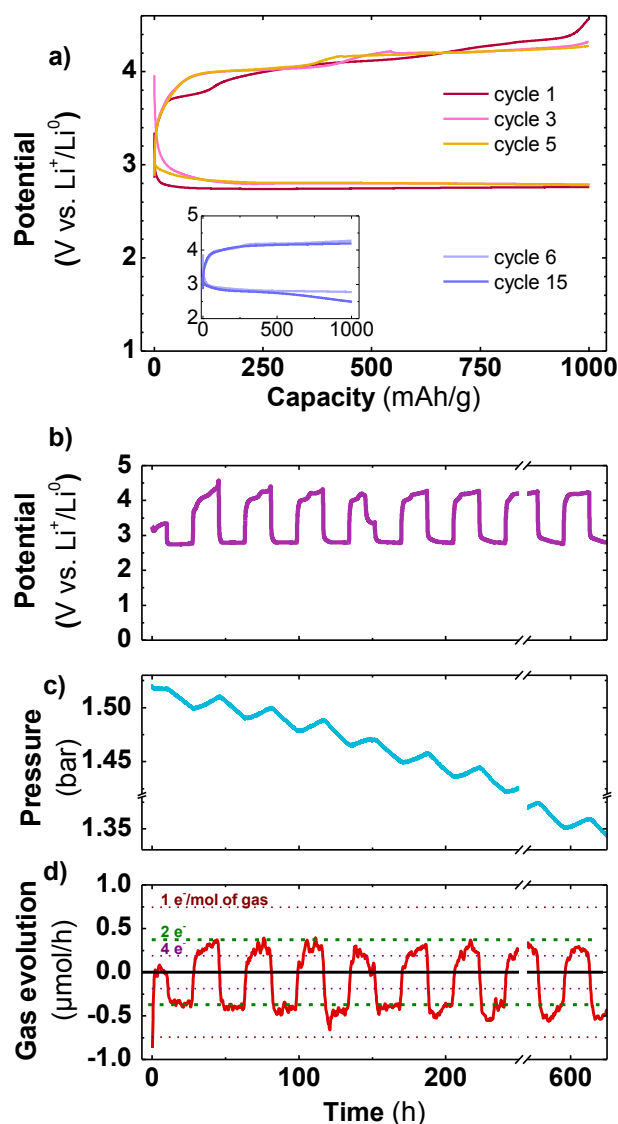 a)
Potential
(V vs. Li⁺/Li⁰)
4
3
2
1
cycle 1
cycle 3
cycle 5
5
4
3
2
0
500
1000
cycle 6
cycle 15
0
250
500
750
1000
Capacity (mAh/g)
b)
Potential
(V vs. Li⁺/Li⁰)
5
4
3
2
1
0
c)
Pressure
(bar)
1.50
1.45
1.35
d)
Gas evolution
(µmol/h)
1.0
0.5
0.0
-0.5
-1.0
1 e⁻/mol of gas
2 e⁻
4 e⁻
0
100
200
600
Time (h)